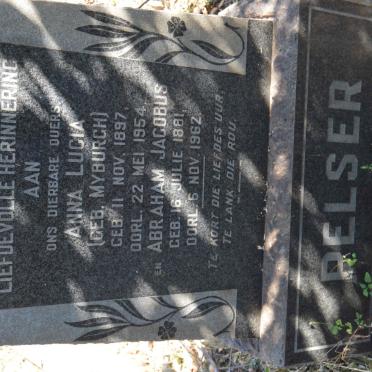 LIEFDEVOLLE HERINNERING
AAN
ONS DIERBARE OUERS
ANNA LUCIA
(GEB. MYBURGH)
GEB. 11 NOV. 1897.
OORL. 22 MEI 1954.
EN ABRAHAM JACOBUS
GEB. 16 JULIE 1881.
OORL. 5 NOV. 1962.
TE KORT DIE LIEFDES UUR.
TE LANK DIE ROU.
PELSER